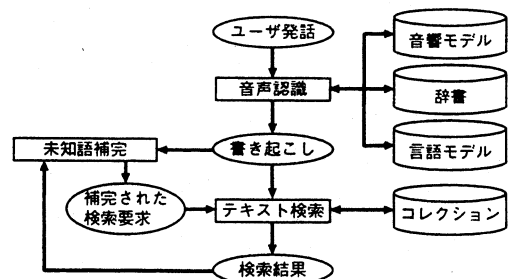 ユーザ発話
音響モデル
音声認識
辞書
未知語補完
書き起こし
言語モデル
補完された
検索要求
テキスト検索
コレクション
検索結果